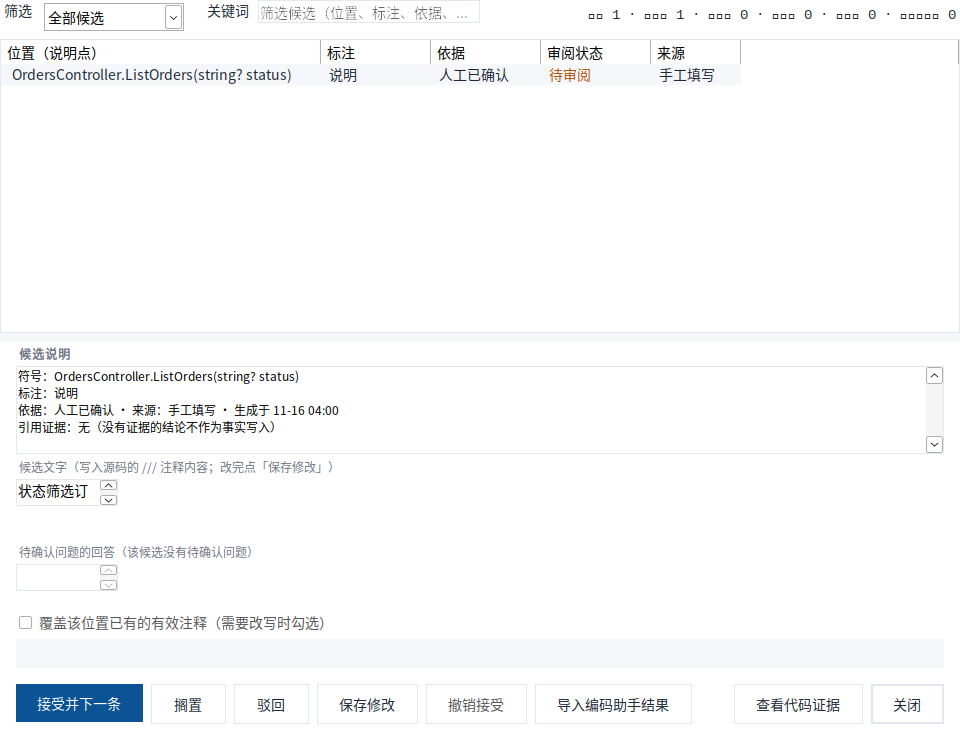 筛选 全部候选 关键词 筛选候选（位置、标注、依据、... 1 · 1 · 0 · 0 · 0 · 0
位置（说明点） 标注 依据 审阅状态 来源
OrdersController.ListOrders(string? status) 说明 人工已确认 待审阅 手工填写
候选说明
符号：OrdersController.ListOrders(string? status)
标注：说明
依据：人工已确认 · 来源：手工填写 · 生成于 11-16 04:00
引用证据：无（没有证据的结论不作为事实写入）
候选文字（写入源码的 /// 注释内容；改完点「保存修改」）
状态筛选订
待确认问题的回答（该候选没有待确认问题）
覆盖该位置已有的有效注释（需要改写时勾选）
接受并下一条 搁置 驳回 保存修改 撤销接受 导入编码助手结果 查看代码证据 关闭